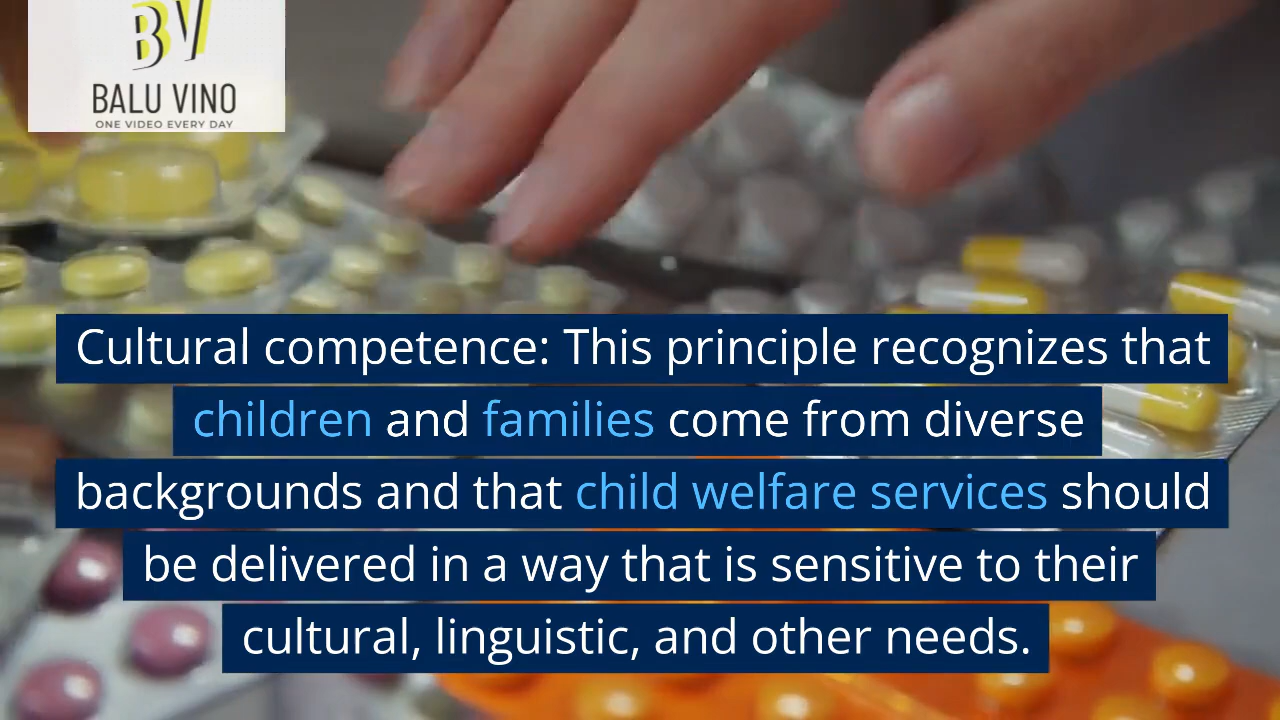 BV
BALU VINO
ONE VIDEO EVERY DAY
Cultural competence: This principle recognizes that
children and families come from diverse
backgrounds and that child welfare services should
be delivered in a way that is sensitive to their
cultural, linguistic, and other needs.